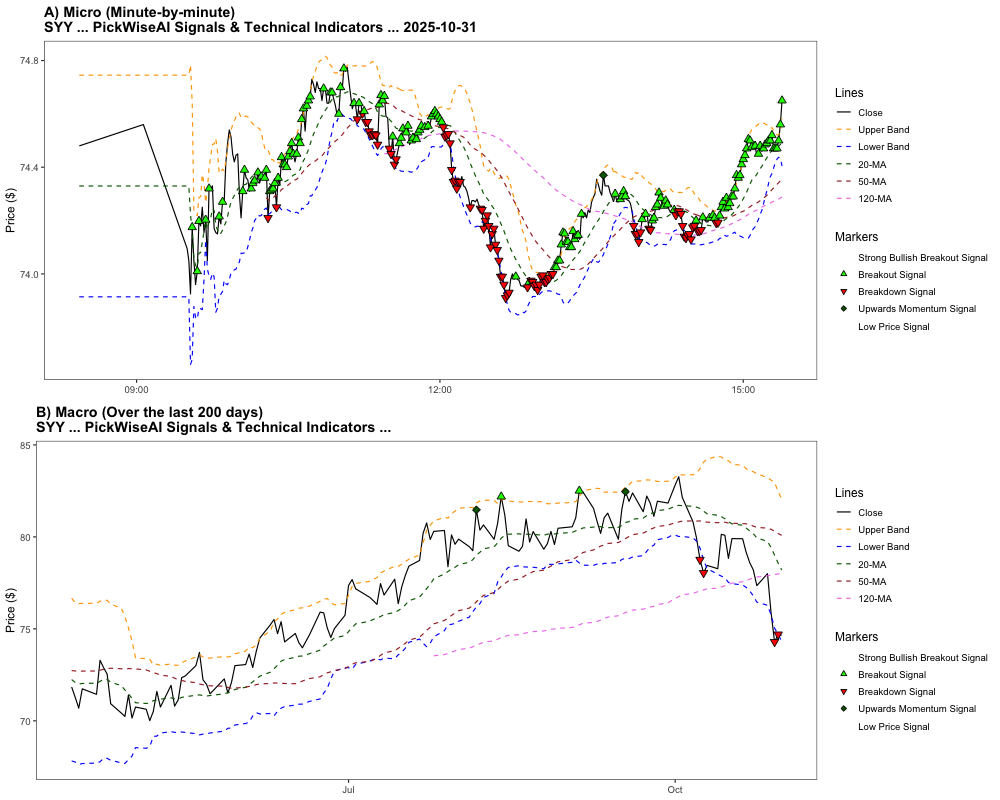 A) Micro (Minute-by-minute)
SYY ... PickWiseAI Signals & Technical Indicators ... 2025-10-31
74.8
74.4
74.0
Price ($)
09:00
12:00
15:00
Lines
Close
Upper Band
Lower Band
20-MA
50-MA
120-MA
Markers
Strong Bullish Breakout Signal
Breakout Signal
Breakdown Signal
Upwards Momentum Signal
Low Price Signal
B) Macro (Over the last 200 days)
SYY ... PickWiseAI Signals & Technical Indicators ...
85
80
75
70
Price ($)
Jul
Oct
Lines
Close
Upper Band
Lower Band
20-MA
50-MA
120-MA
Markers
Strong Bullish Breakout Signal
Breakout Signal
Breakdown Signal
Upwards Momentum Signal
Low Price Signal